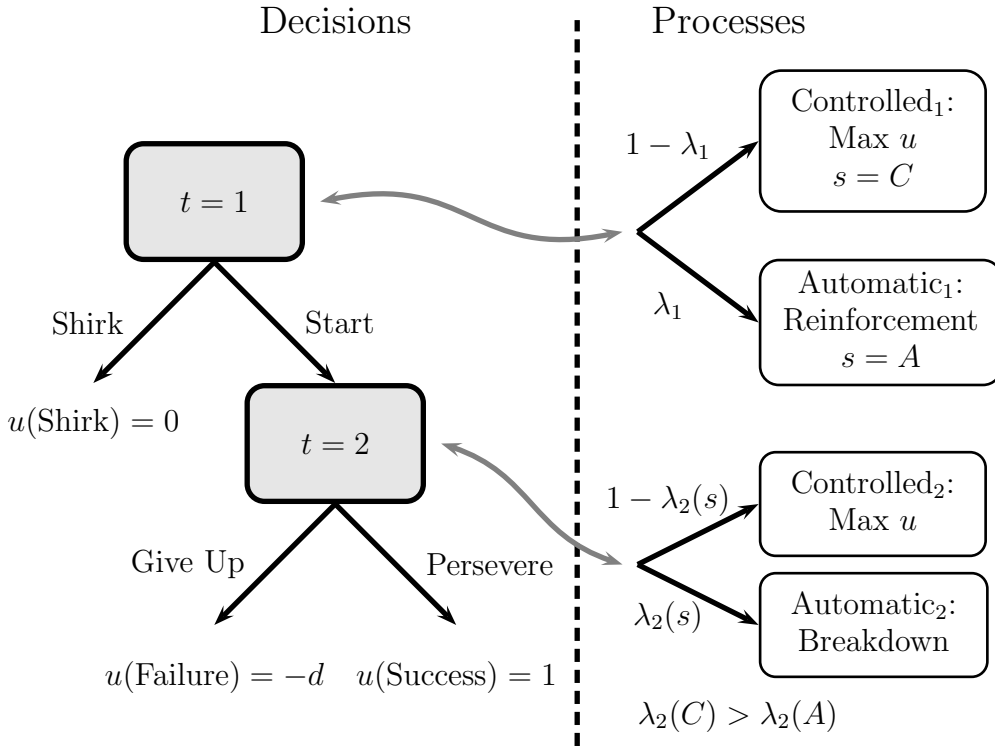 Decisions
Processes
t = 1
Shirk
Start
u(Shirk) = 0
t = 2
Give Up
Persevere
u(Failure) = −d
u(Success) = 1
1 − λ₁
λ₁
Controlled₁:
Max u
s = C
Automatic₁:
Reinforcement
s = A
1 − λ₂(s)
λ₂(s)
Controlled₂:
Max u
Automatic₂:
Breakdown
λ₂(C) > λ₂(A)